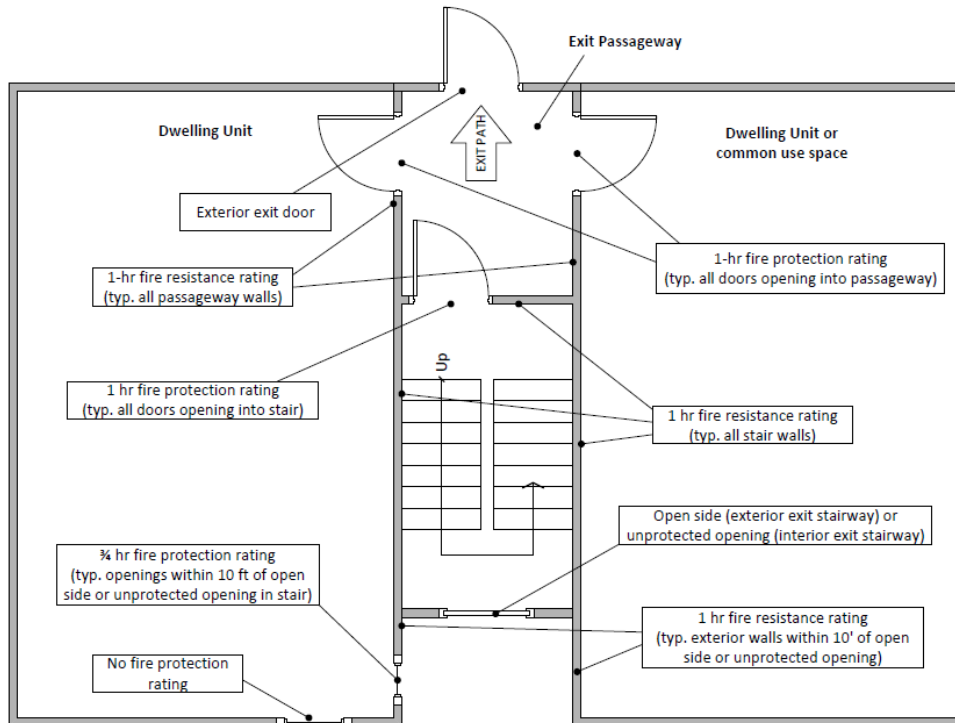 Exit Passageway
Dwelling Unit
EXIT PATH
Dwelling Unit or
common use space
Exterior exit door
1-hr fire resistance rating
(typ. all passageway walls)
1-hr fire protection rating
(typ. all doors opening into passageway)
Up
1 hr fire protection rating
(typ. all doors opening into stair)
1 hr fire resistance rating
(typ. all stair walls)
Open side (exterior exit stairway) or
unprotected opening (interior exit stairway)
¾ hr fire protection rating
(typ. openings within 10 ft of open
side or unprotected opening in stair)
1 hr fire resistance rating
(typ. exterior walls within 10' of open
side or unprotected opening)
No fire protection
rating